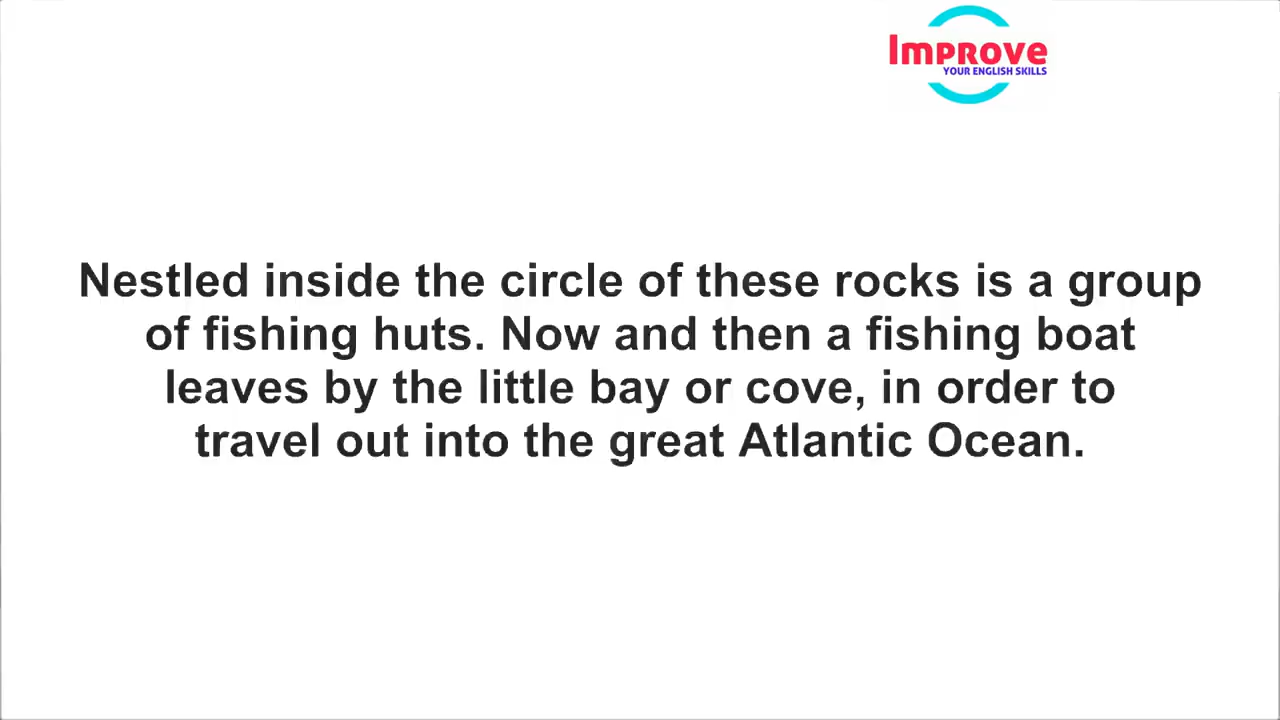 Improve
YOUR ENGLISH SKILLS
Nestled inside the circle of these rocks is a group
of fishing huts. Now and then a fishing boat
leaves by the little bay or cove, in order to
travel out into the great Atlantic Ocean.